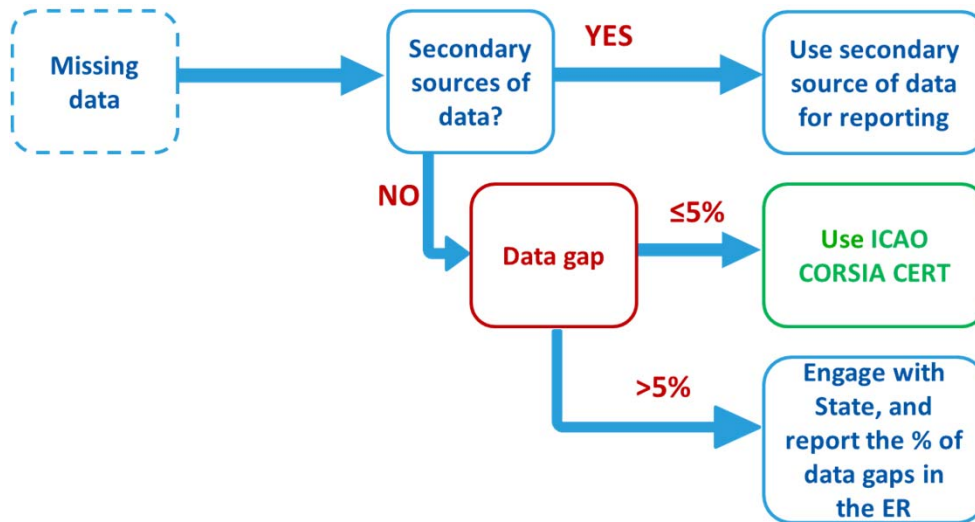 Missing
data
Secondary
sources of
data?
YES
Use secondary
source of data
for reporting
NO
Data gap
≤5%
Use ICAO
CORSIA CERT
>5%
Engage with
State, and
report the % of
data gaps in
the ER